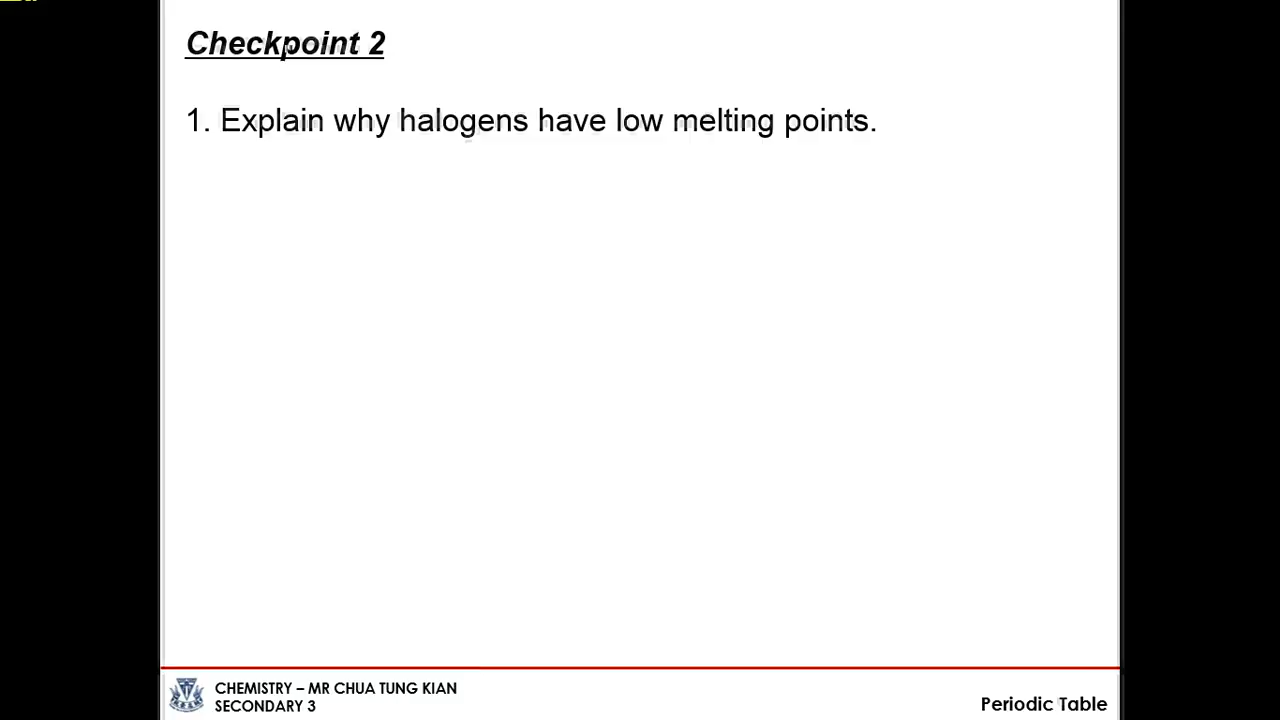 Checkpoint 2
1. Explain why halogens have low melting points.
CHEMISTRY – MR CHUA TUNG KIAN
SECONDARY 3
Periodic Table